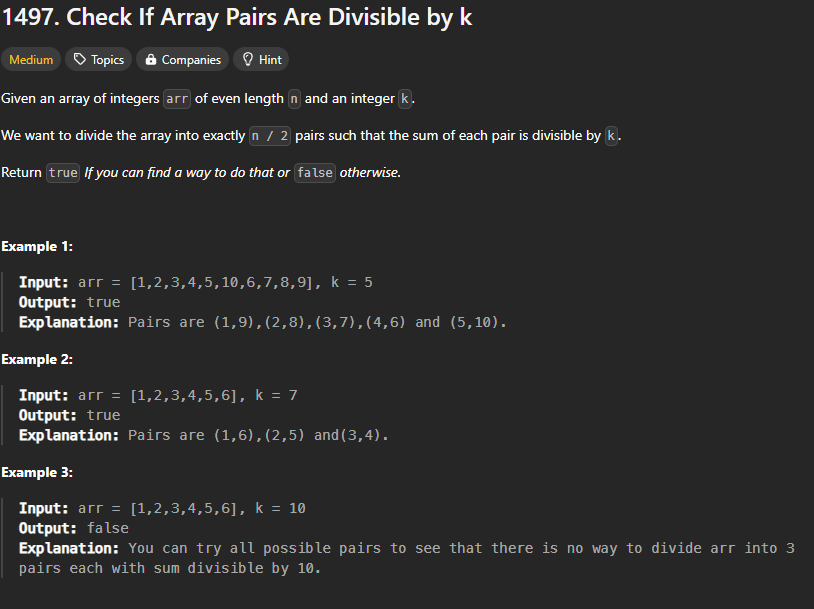 1497. Check If Array Pairs Are Divisible by k
Medium Topics Companies Hint
Given an array of integers arr of even length n and an integer k.
We want to divide the array into exactly n / 2 pairs such that the sum of each pair is divisible by k.
Return true If you can find a way to do that or false otherwise.
Example 1:
Input: arr = [1,2,3,4,5,10,6,7,8,9], k = 5
Output: true
Explanation: Pairs are (1,9),(2,8),(3,7),(4,6) and (5,10).
Example 2:
Input: arr = [1,2,3,4,5,6], k = 7
Output: true
Explanation: Pairs are (1,6),(2,5) and(3,4).
Example 3:
Input: arr = [1,2,3,4,5,6], k = 10
Output: false
Explanation: You can try all possible pairs to see that there is no way to divide arr into 3
pairs each with sum divisible by 10.